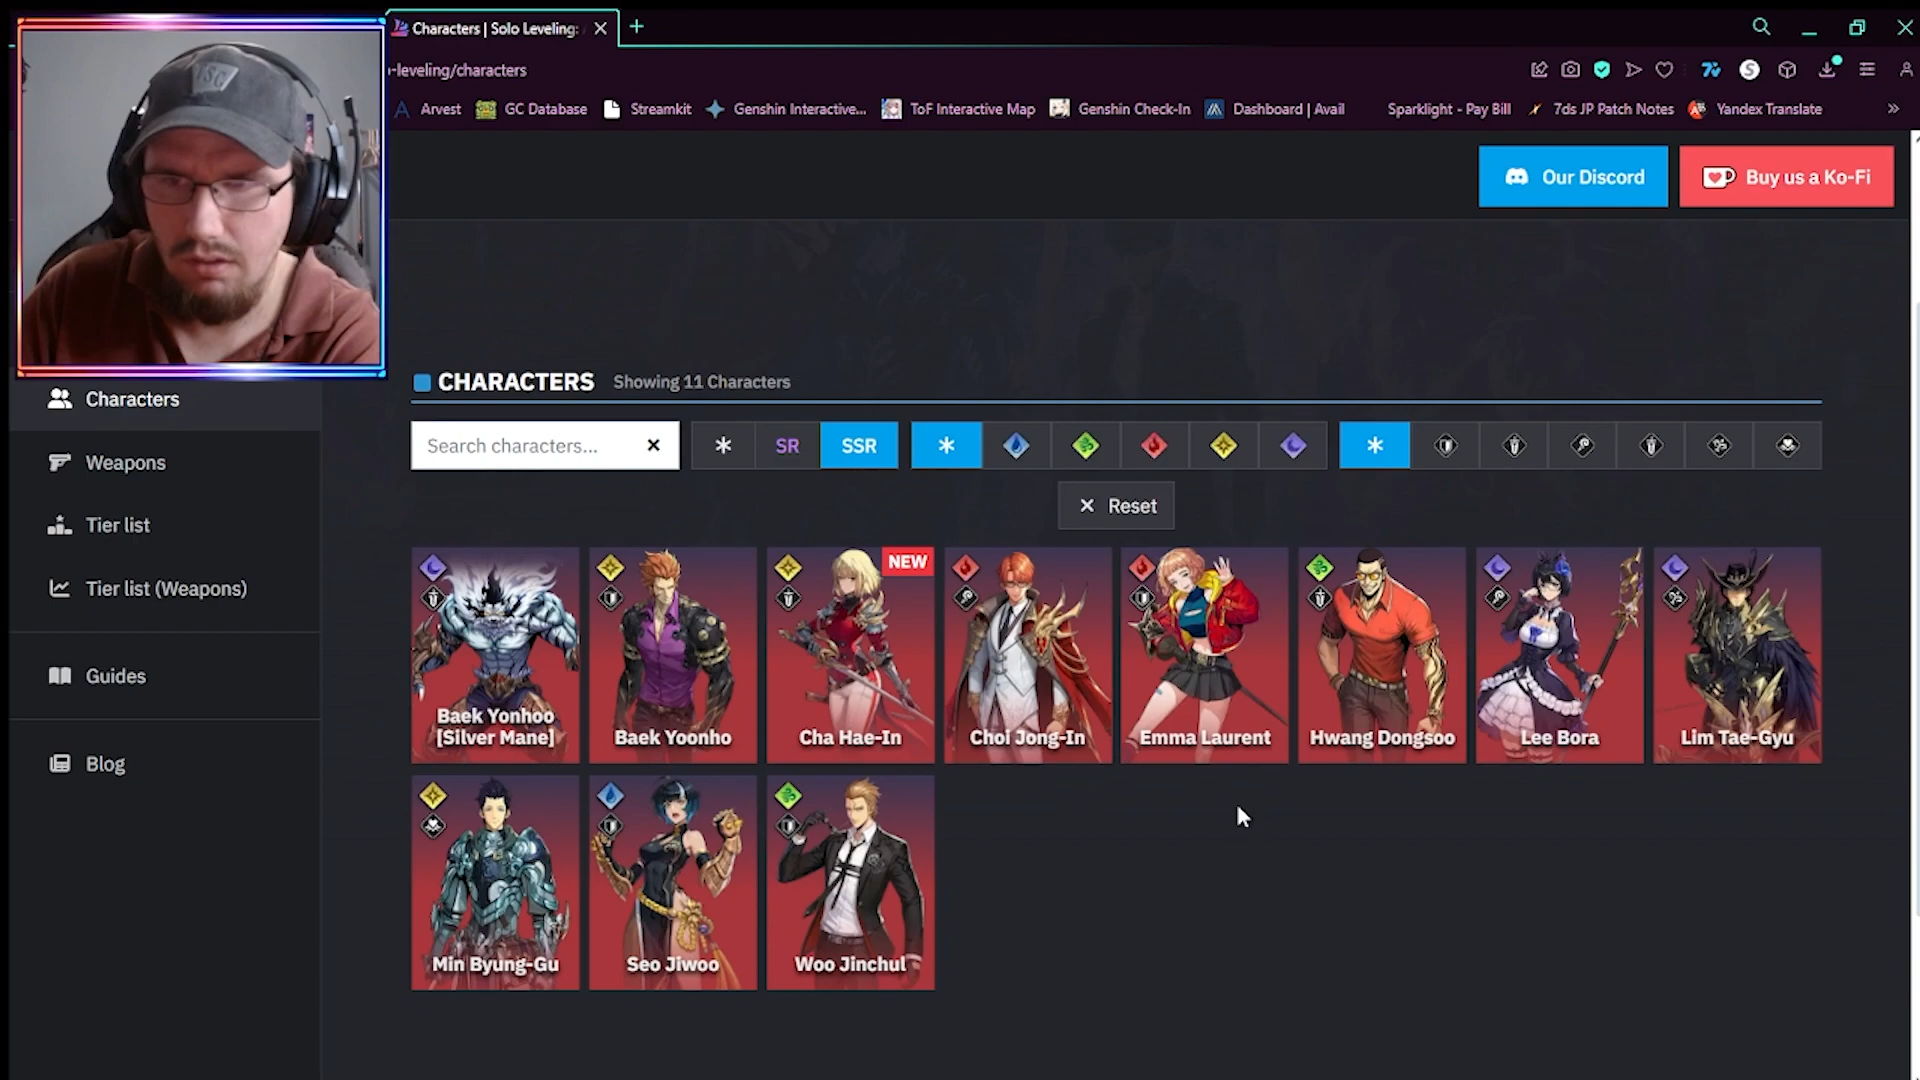 Characters | Solo Leveling:
-leveling/characters
Arvest
GC Database
Streamkit
Genshin Interactive...
ToF Interactive Map
Genshin Check-In
Dashboard | Avail
Sparklight - Pay Bill
7ds JP Patch Notes
Yandex Translate
Our Discord
Buy us a Ko-Fi
CHARACTERS
Showing 11 Characters
Characters
Weapons
Tier list
Tier list (Weapons)
Guides
Blog
Search characters...
SR
SSR
Reset
NEW
Baek Yonhoo
[Silver Mane]
Baek Yoonho
Cha Hae-In
Choi Jong-In
Emma Laurent
Hwang Dongsoo
Lee Bora
Lim Tae-Gyu
Min Byung-Gu
Seo Jiwoo
Woo Jinchul